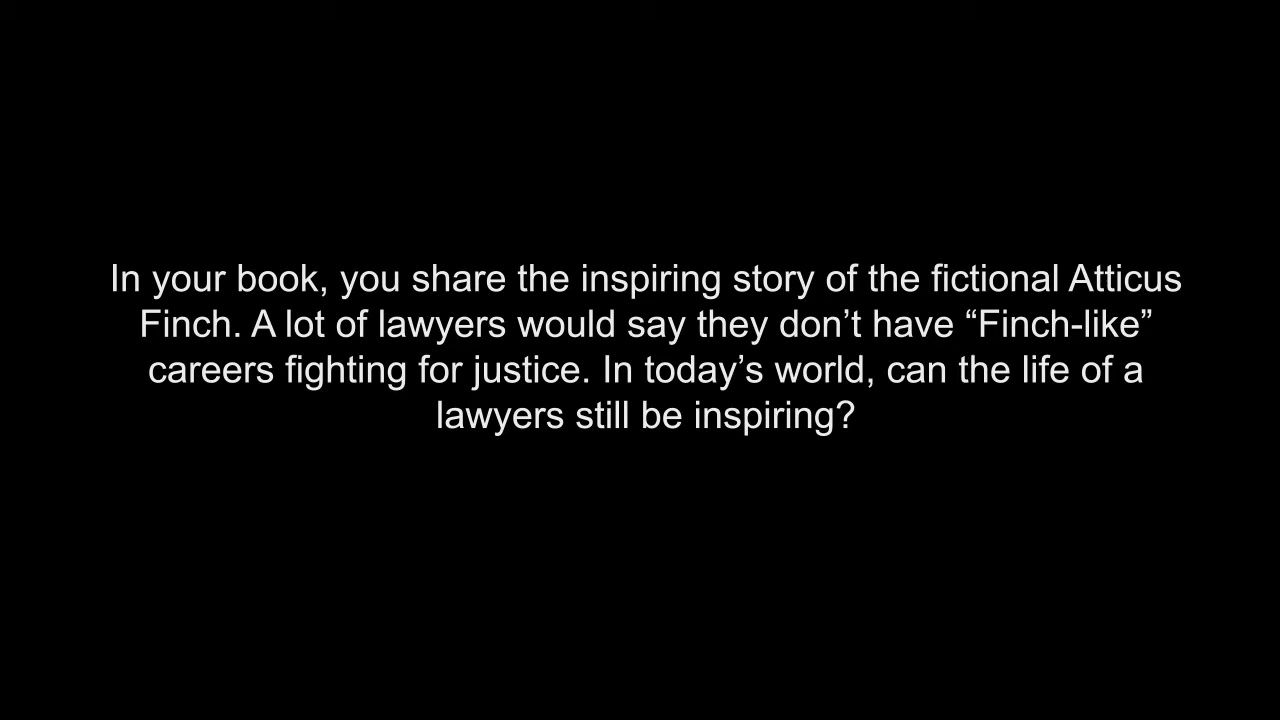 In your book, you share the inspiring story of the fictional Atticus
Finch. A lot of lawyers would say they don’t have “Finch-like”
careers fighting for justice. In today’s world, can the life of a
lawyers still be inspiring?